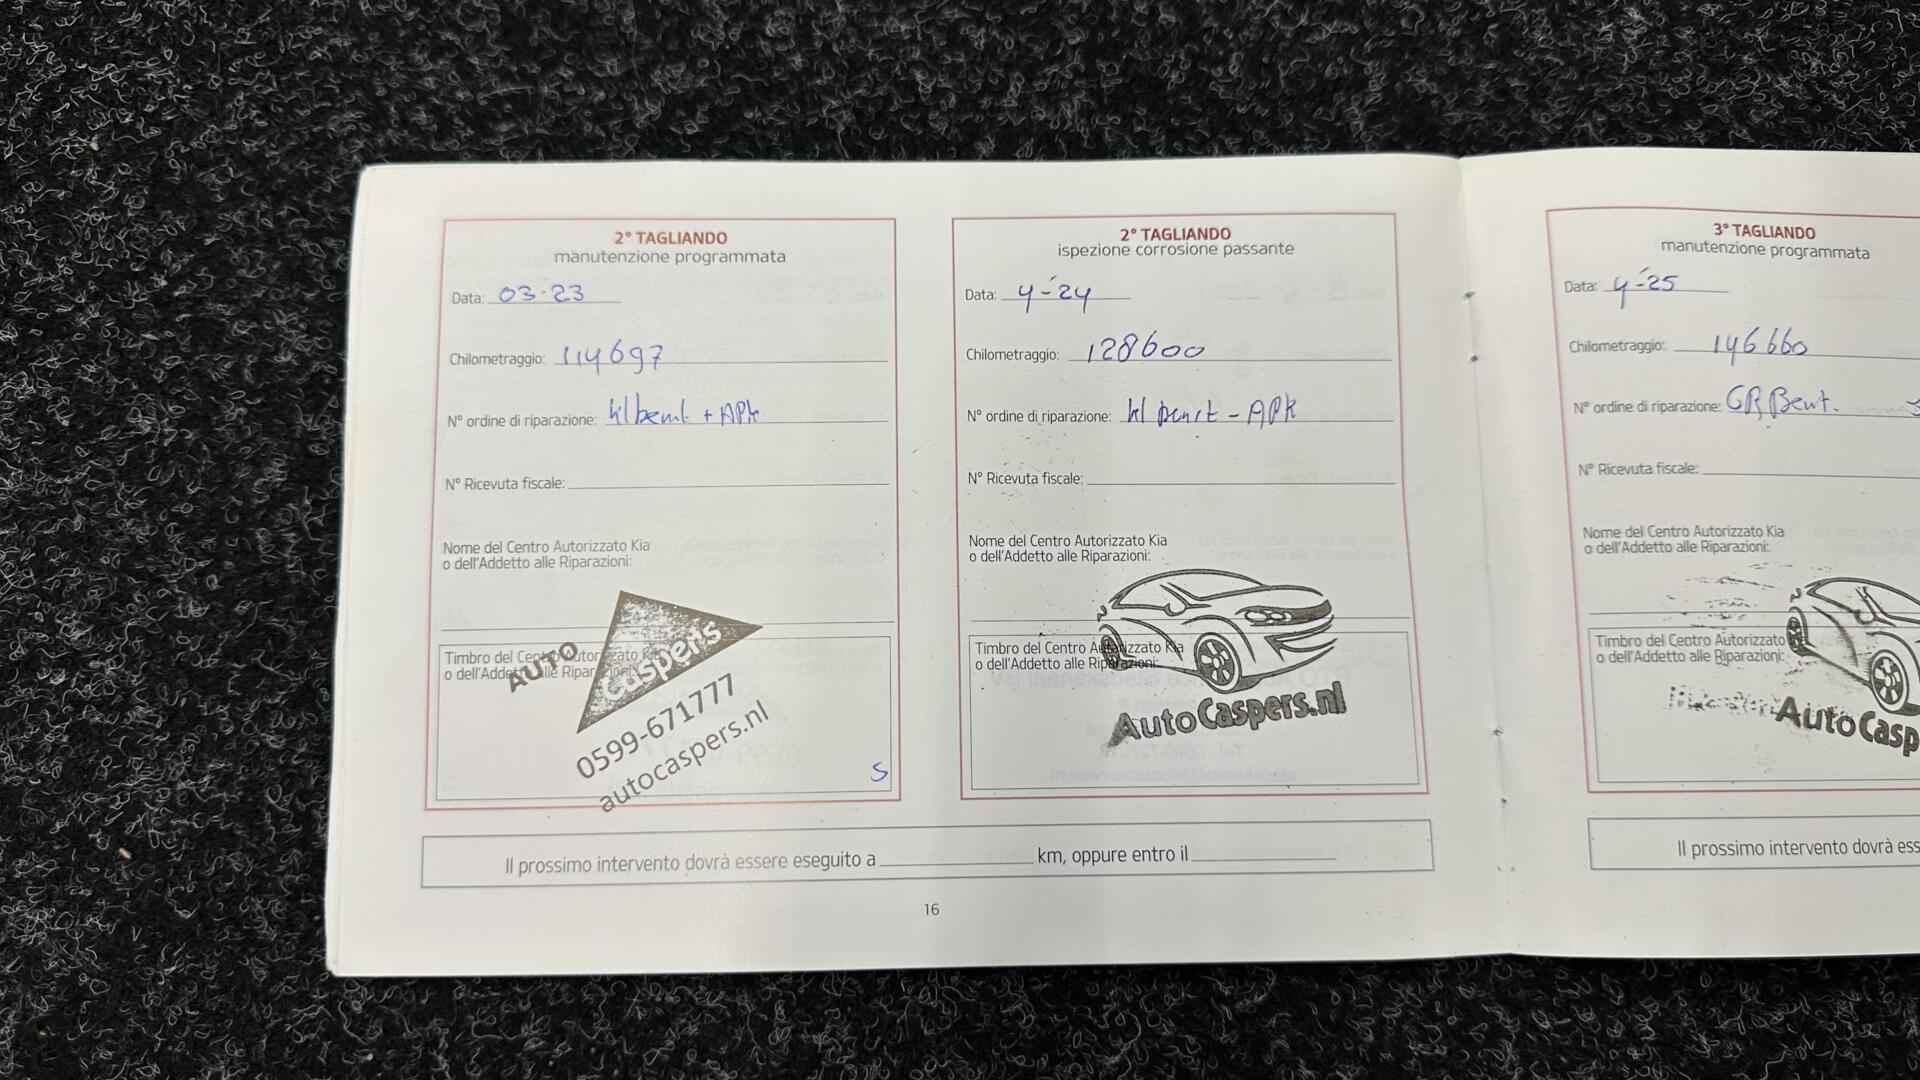 2° TAGLIANDO
manutenzione programmata
Data: 03-23
Chilometraggio: 114697
N° ordine di riparazione: kl beurt + APK
N° Ricevuta fiscale:
Nome del Centro Autorizzato Kia
o dell'Addetto alle Riparazioni:
Timbro del Centro Autorizzato Kia
o dell'Addetto alle Riparazioni:
AUTO
Caspers
0599-671777
autocaspers.nl
S
2° TAGLIANDO
ispezione corrosione passante
Data: 4-'24
Chilometraggio: 128600
N° ordine di riparazione: kl beurt - APK
N° Ricevuta fiscale:
Nome del Centro Autorizzato Kia
o dell'Addetto alle Riparazioni:
Timbro del Centro Autorizzato Kia
o dell'Addetto alle Riparazioni:
AutoCaspers.nl
Il prossimo intervento dovrà essere eseguito a km, oppure entro il
16
3° TAGLIANDO
manutenzione programmata
Data: 4-'25
Chilometraggio: 146660
N° ordine di riparazione: GR Beurt.
N° Ricevuta fiscale:
Nome del Centro Autorizzato Kia
o dell'Addetto alle Riparazioni:
Timbro del Centro Autorizzato
o dell'Addetto alle Riparazioni:
AutoCasp
Il prossimo intervento dovrà ess